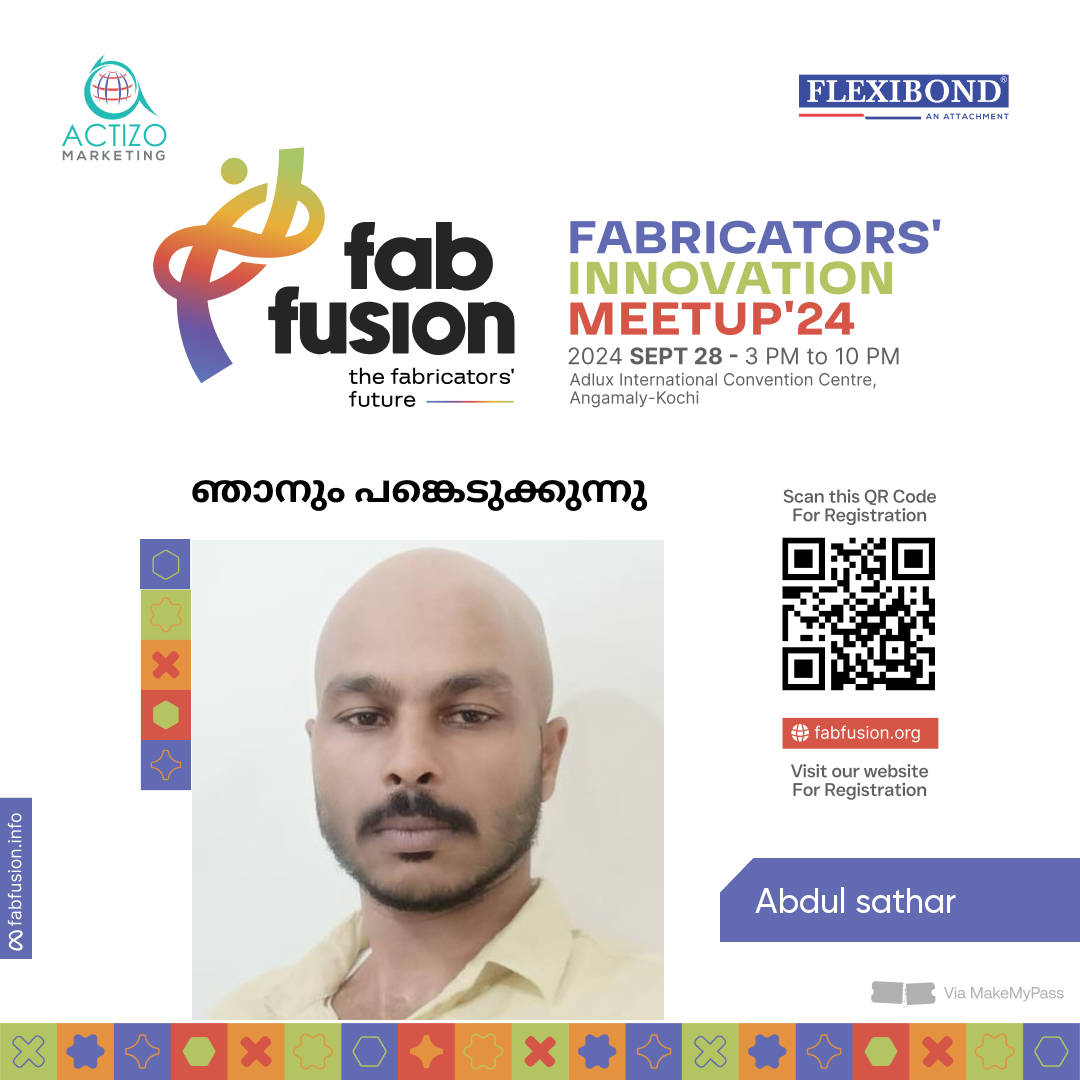 ACTIZO
MARKETING
FLEXIBOND®
AN ATTACHMENT
fab
fusion
the fabricators'
future
FABRICATORS'
INNOVATION
MEETUP'24
2024 SEPT 28 - 3 PM to 10 PM
Adlux International Convention Centre,
Angamaly-Kochi
ഞാനും പങ്കെടുക്കുന്നു
Scan this QR Code
For Registration
fabfusion.org
Visit our website
For Registration
fabfusion.info
Abdul sathar
Via MakeMyPass